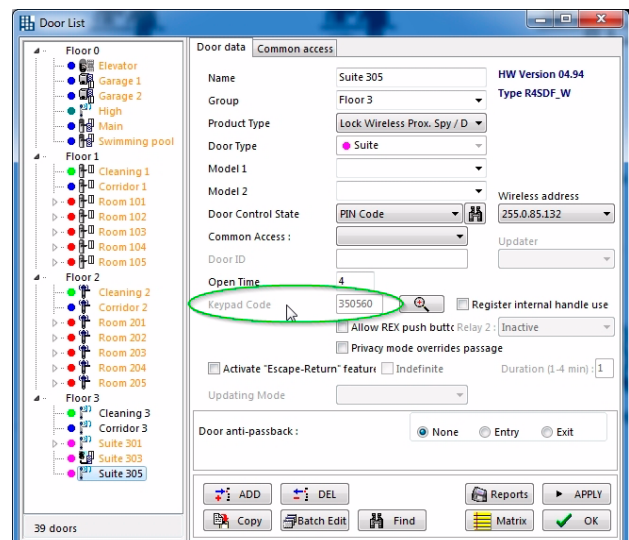 Door List
Floor 0
Elevator
Garage 1
Garage 2
High
Main
Swimming pool
Floor 1
Cleaning 1
Corridor 1
Room 101
Room 102
Room 103
Room 104
Room 105
Floor 2
Cleaning 2
Corridor 2
Room 201
Room 202
Room 203
Room 204
Room 205
Floor 3
Cleaning 3
Corridor 3
Suite 301
Suite 303
Suite 305
39 doors
Door data Common access
Name Suite 305 HW Version 04.94
Group Floor 3 Type R4SDF_W
Product Type Lock Wireless Prox. Spy / D
Door Type Suite
Model 1
Model 2 Wireless address
Door Control State PIN Code 255.0.85.132
Common Access : Updater
Door ID
Open Time 4
Keypad Code 350560 Register internal handle use
Allow REX push buttc Relay 2 : Inactive
Privacy mode overrides passage
Activate "Escape-Return" feature Indefinite Duration (1-4 min) : 1
Updating Mode
Door anti-passback : None Entry Exit
ADD DEL Reports APPLY
Copy Batch Edit Find Matrix OK